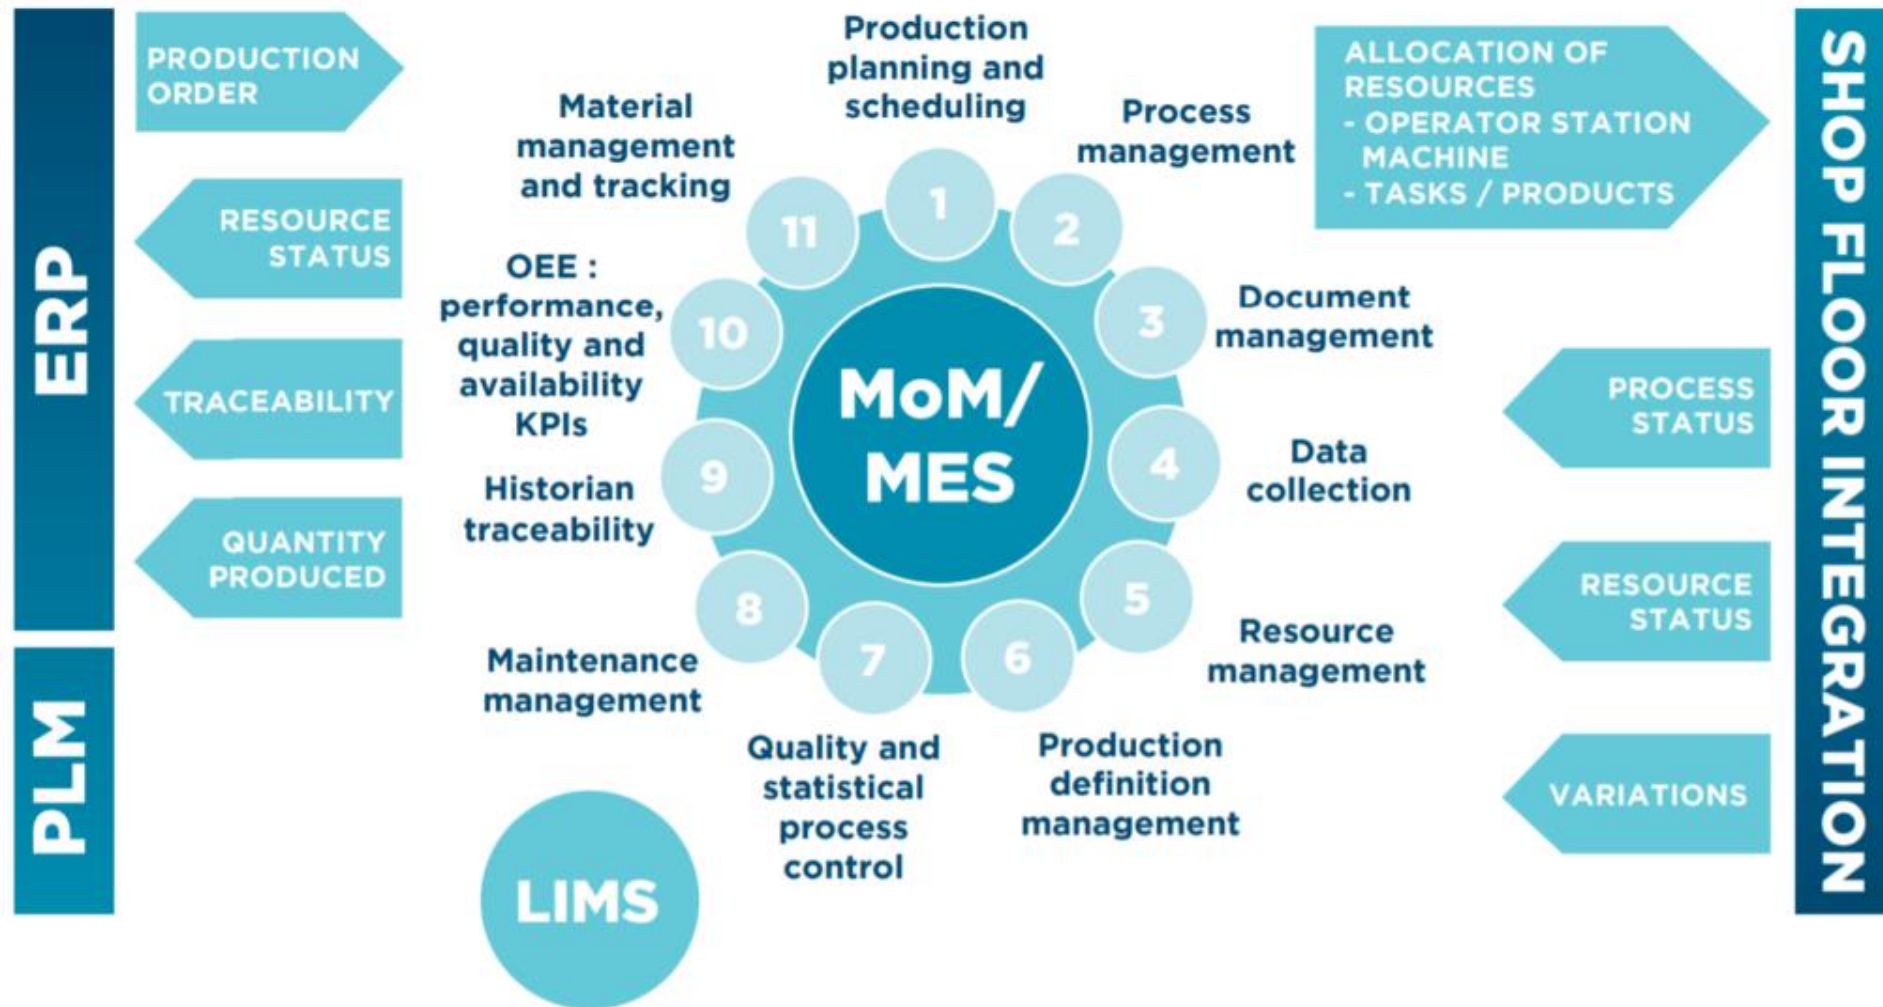 ERP
PLM
PRODUCTION
ORDER
RESOURCE
STATUS
TRACEABILITY
QUANTITY
PRODUCED
MoM/
MES
1
Production
planning and
scheduling
2
Process
management
3
Document
management
4
Data
collection
5
Resource
management
6
Production
definition
management
7
Quality and
statistical
process
control
8
Maintenance
management
9
Historian
traceability
10
OEE :
performance,
quality and
availability
KPIs
11
Material
management
and tracking
LIMS
ALLOCATION OF
RESOURCES
- OPERATOR STATION
MACHINE
- TASKS / PRODUCTS
PROCESS
STATUS
RESOURCE
STATUS
VARIATIONS
SHOP FLOOR INTEGRATION